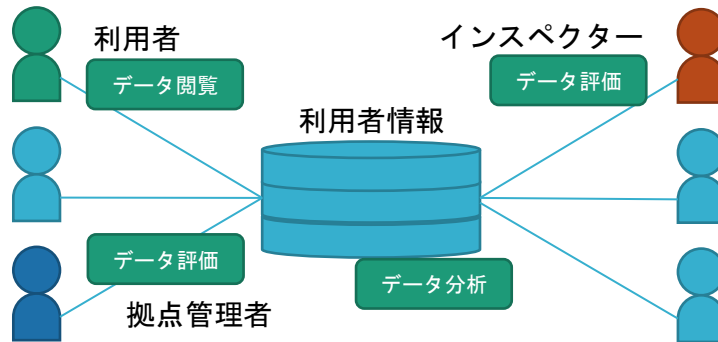 利用者
インスペクター
データ閲覧
データ評価
利用者情報
データ評価
データ分析
拠点管理者